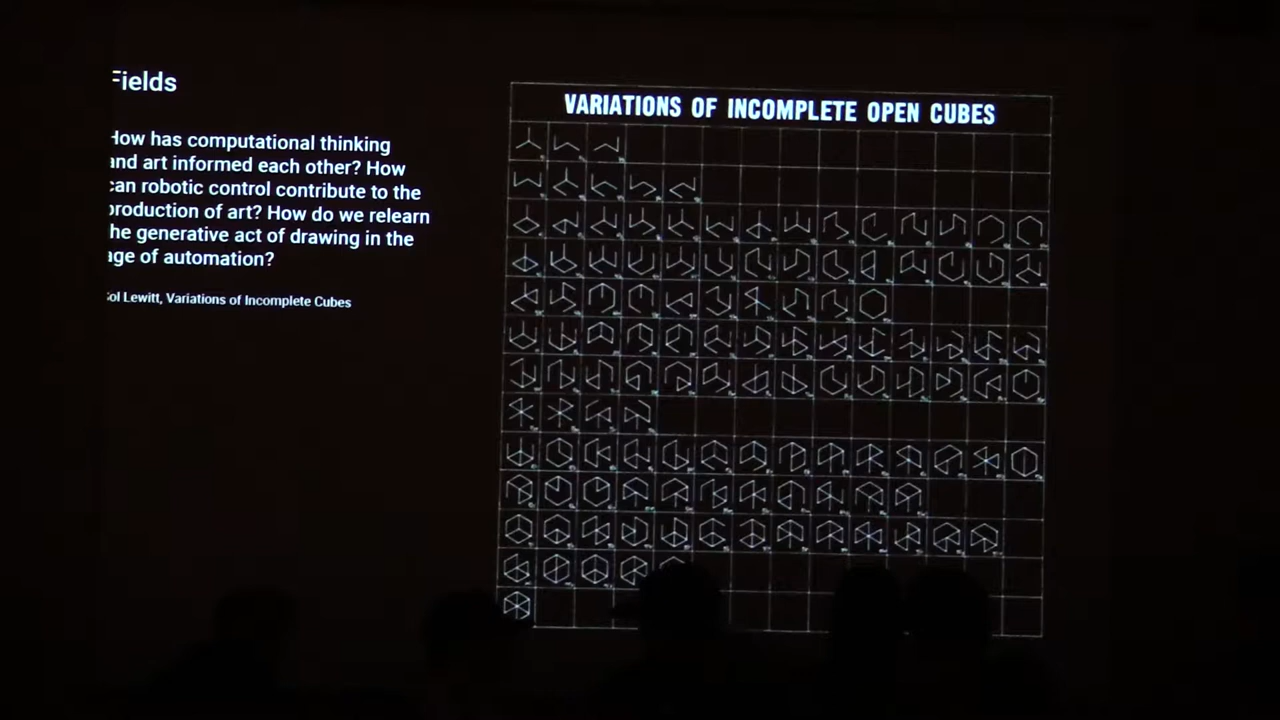 Fields
How has computational thinking
and art informed each other? How
can robotic control contribute to the
production of art? How do we relearn
the generative act of drawing in the
age of automation?
Sol Lewitt, Variations of Incomplete Cubes
VARIATIONS OF INCOMPLETE OPEN CUBES